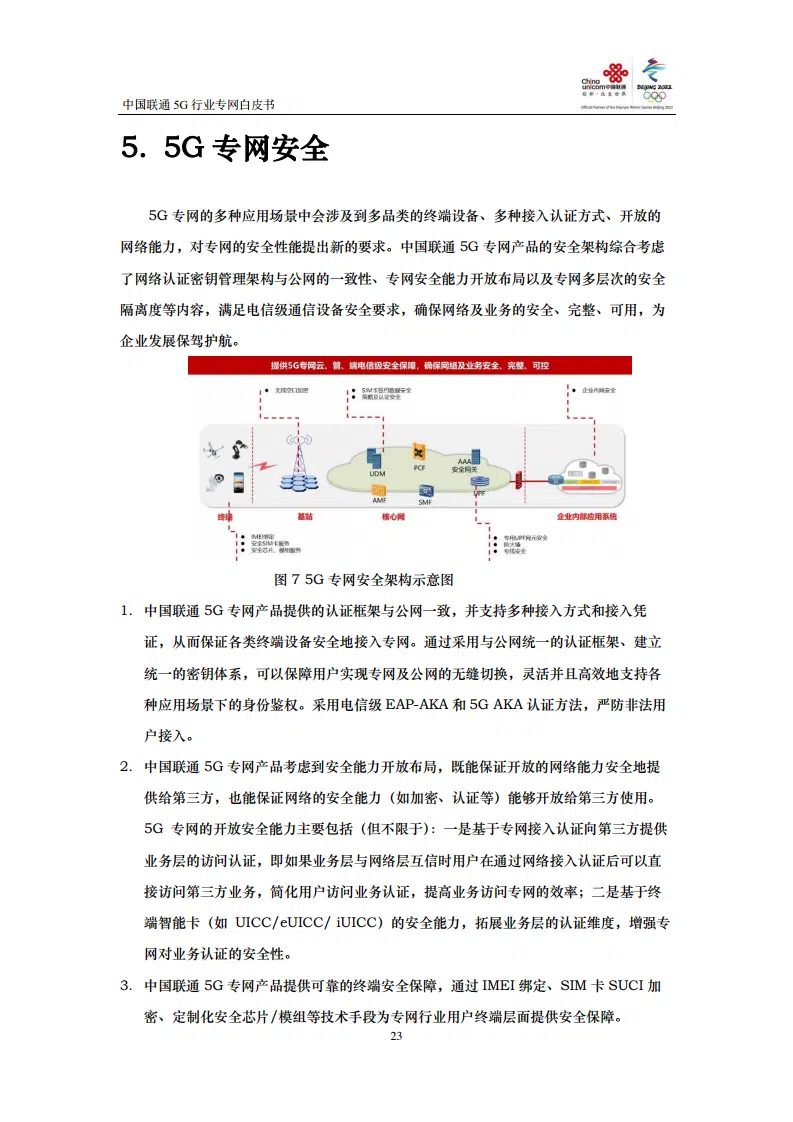 中国联通 5G 行业专网白皮书
China
unicom中国联通
创新·改变世界
BEIJING 2022
Official Partner of the Olympic Winter Games Beijing 2022
5. 5G 专网安全
5G 专网的多种应用场景中会涉及到多品类的终端设备、多种接入认证方式、开放的
网络能力，对专网的安全性能提出新的要求。中国联通 5G 专网产品的安全架构综合考虑
了网络认证密钥管理架构与公网的一致性、专网安全能力开放布局以及专网多层次的安全
隔离度等内容，满足电信级通信设备安全要求，确保网络及业务的安全、完整、可用，为
企业发展保驾护航。
提供5G专网云、管、端电信级安全保障，确保网络及业务安全、完整、可控
● 无线空口加密
● SIM卡签约数据安全
● 策略及认证安全
● 企业内网安全
UDM
PCF
AAA
安全网关
AMF
SMF
UPF
终端
基站
核心网
企业内部应用系统
● IMEI绑定
● 安全SIM卡服务
● 安全芯片、模组服务
● 专用UPF网元安全
● 防火墙
● 专线安全
图 7 5G 专网安全架构示意图
1. 中国联通 5G 专网产品提供的认证框架与公网一致，并支持多种接入方式和接入凭
证，从而保证各类终端设备安全地接入专网。通过采用与公网统一的认证框架、建立
统一的密钥体系，可以保障用户实现专网及公网的无缝切换，灵活并且高效地支持各
种应用场景下的身份鉴权。采用电信级 EAP-AKA 和 5G AKA 认证方法，严防非法用
户接入。
2. 中国联通 5G 专网产品考虑到安全能力开放布局，既能保证开放的网络能力安全地提
供给第三方，也能保证网络的安全能力（如加密、认证等）能够开放给第三方使用。
5G 专网的开放安全能力主要包括（但不限于）：一是基于专网接入认证向第三方提供
业务层的访问认证，即如果业务层与网络层互信时用户在通过网络接入认证后可以直
接访问第三方业务，简化用户访问业务认证，提高业务访问专网的效率；二是基于终
端智能卡（如 UICC/eUICC/ iUICC）的安全能力，拓展业务层的认证维度，增强专
网对业务认证的安全性。
3. 中国联通 5G 专网产品提供可靠的终端安全保障，通过 IMEI 绑定、SIM 卡 SUCI 加
密、定制化安全芯片/模组等技术手段为专网行业用户终端层面提供安全保障。
23